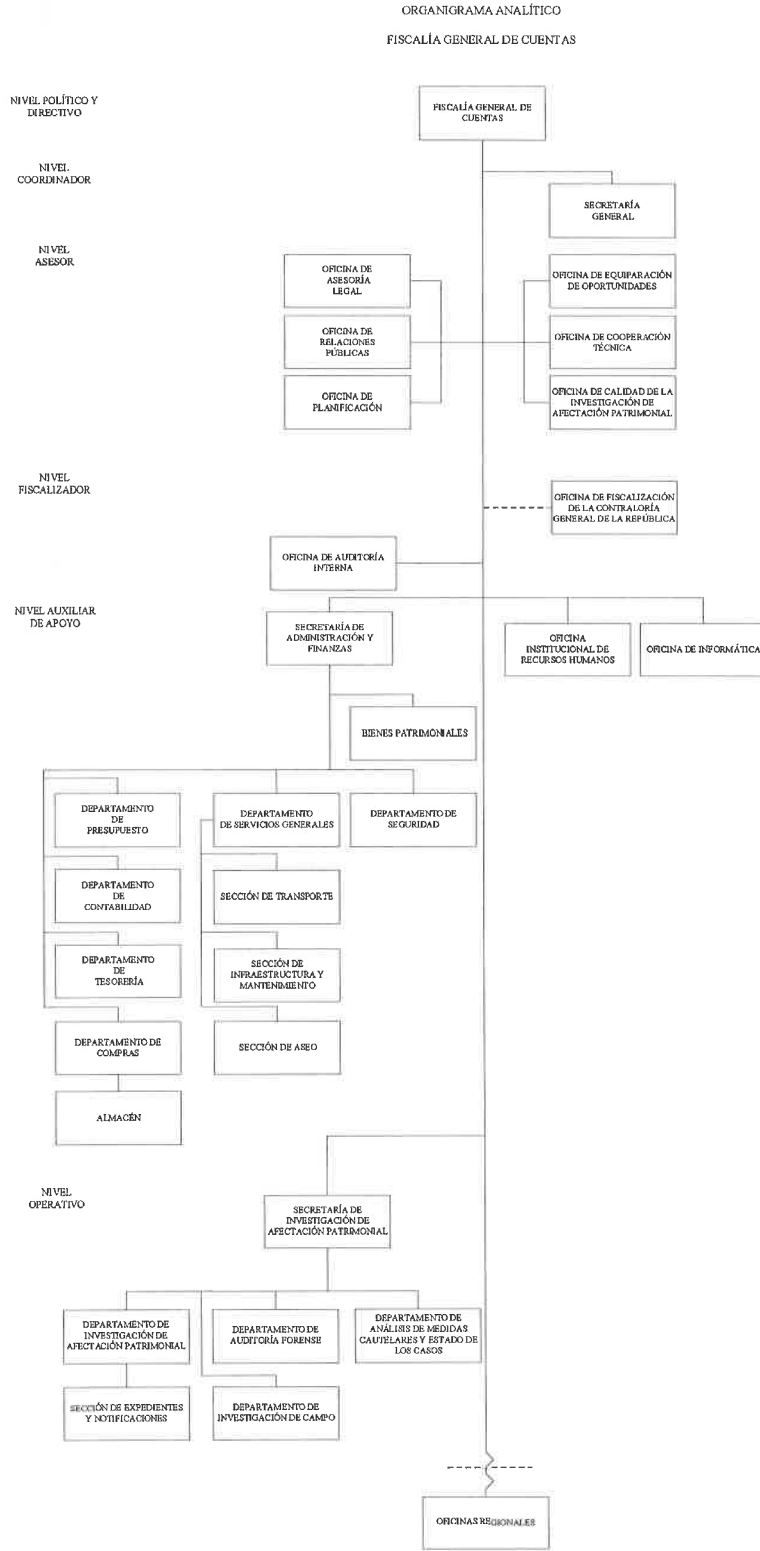 ORGANIGRAMA ANALÍTICO
FISCALÍA GENERAL DE CUENTAS
NIVEL POLÍTICO Y
DIRECTIVO
FISCALÍA GENERAL DE
CUENTAS
NIVEL
COORDINADOR
SECRETARÍA
GENERAL
NIVEL
ASESOR
OFICINA DE
ASESORÍA
LEGAL
OFICINA DE EQUIPARACIÓN
DE OPORTUNIDADES
OFICINA DE
RELACIONES
PÚBLICAS
OFICINA DE COOPERACIÓN
TÉCNICA
OFICINA DE
PLANIFICACIÓN
OFICINA DE CALIDAD DE LA
INVESTIGACIÓN DE
AFECTACIÓN PATRIMONIAL
NIVEL
FISCALIZADOR
OFICINA DE FISCALIZACIÓN
DE LA CONTRALORÍA
GENERAL DE LA REPÚBLICA
OFICINA DE AUDITORÍA
INTERNA
NIVEL AUXILIAR
DE APOYO
SECRETARÍA DE
ADMINISTRACIÓN Y
FINANZAS
OFICINA
INSTITUCIONAL DE
RECURSOS HUMANOS
OFICINA DE INFORMÁTICA
BIENES PATRIMONIALES
DEPARTAMENTO
DE
PRESUPUESTO
DEPARTAMENTO
DE SERVICIOS GENERALES
DEPARTAMENTO DE
SEGURIDAD
DEPARTAMENTO
DE
CONTABILIDAD
SECCIÓN DE TRANSPORTE
DEPARTAMENTO
DE
TESORERÍA
SECCIÓN DE
INFRAESTRUCTURA Y
MANTENIMIENTO
DEPARTAMENTO DE
COMPRAS
SECCIÓN DE ASEO
ALMACÉN
NIVEL
OPERATIVO
SECRETARÍA DE
INVESTIGACIÓN DE
AFECTACIÓN PATRIMONIAL
DEPARTAMENTO DE
INVESTIGACIÓN DE
AFECTACIÓN PATRIMONIAL
DEPARTAMENTO DE
AUDITORÍA FORENSE
DEPARTAMENTO DE
ANÁLISIS DE MEDIDAS
CAUTELARES Y ESTADO DE
LOS CASOS
SECCIÓN DE EXPEDIENTES
Y NOTIFICACIONES
DEPARTAMENTO DE
INVESTIGACIÓN DE CAMPO
OFICINAS REGIONALES